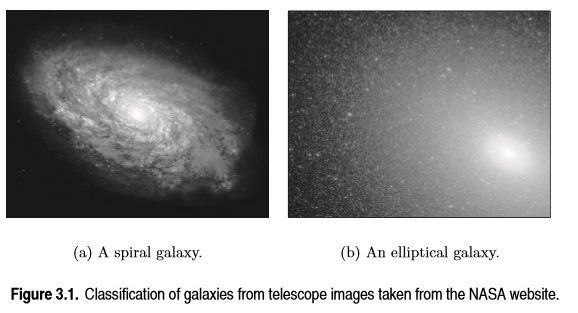 (a) A spiral galaxy.
(b) An elliptical galaxy.
Figure 3.1. Classification of galaxies from telescope images taken from the NASA website.